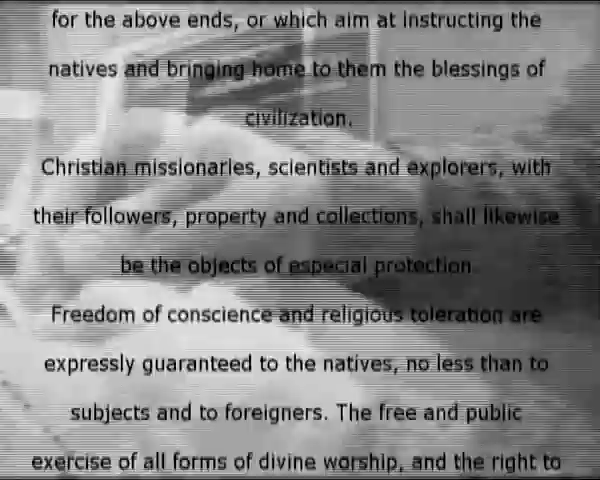 for the above ends, or which aim at instructing the
natives and bringing home to them the blessings of
civilization.
Christian missionaries, scientists and explorers, with
their followers, property and collections, shall likewise
be the objects of especial protection.
Freedom of conscience and religious toleration are
expressly guaranteed to the natives, no less than to
subjects and to foreigners. The free and public
exercise of all forms of divine worship, and the right to